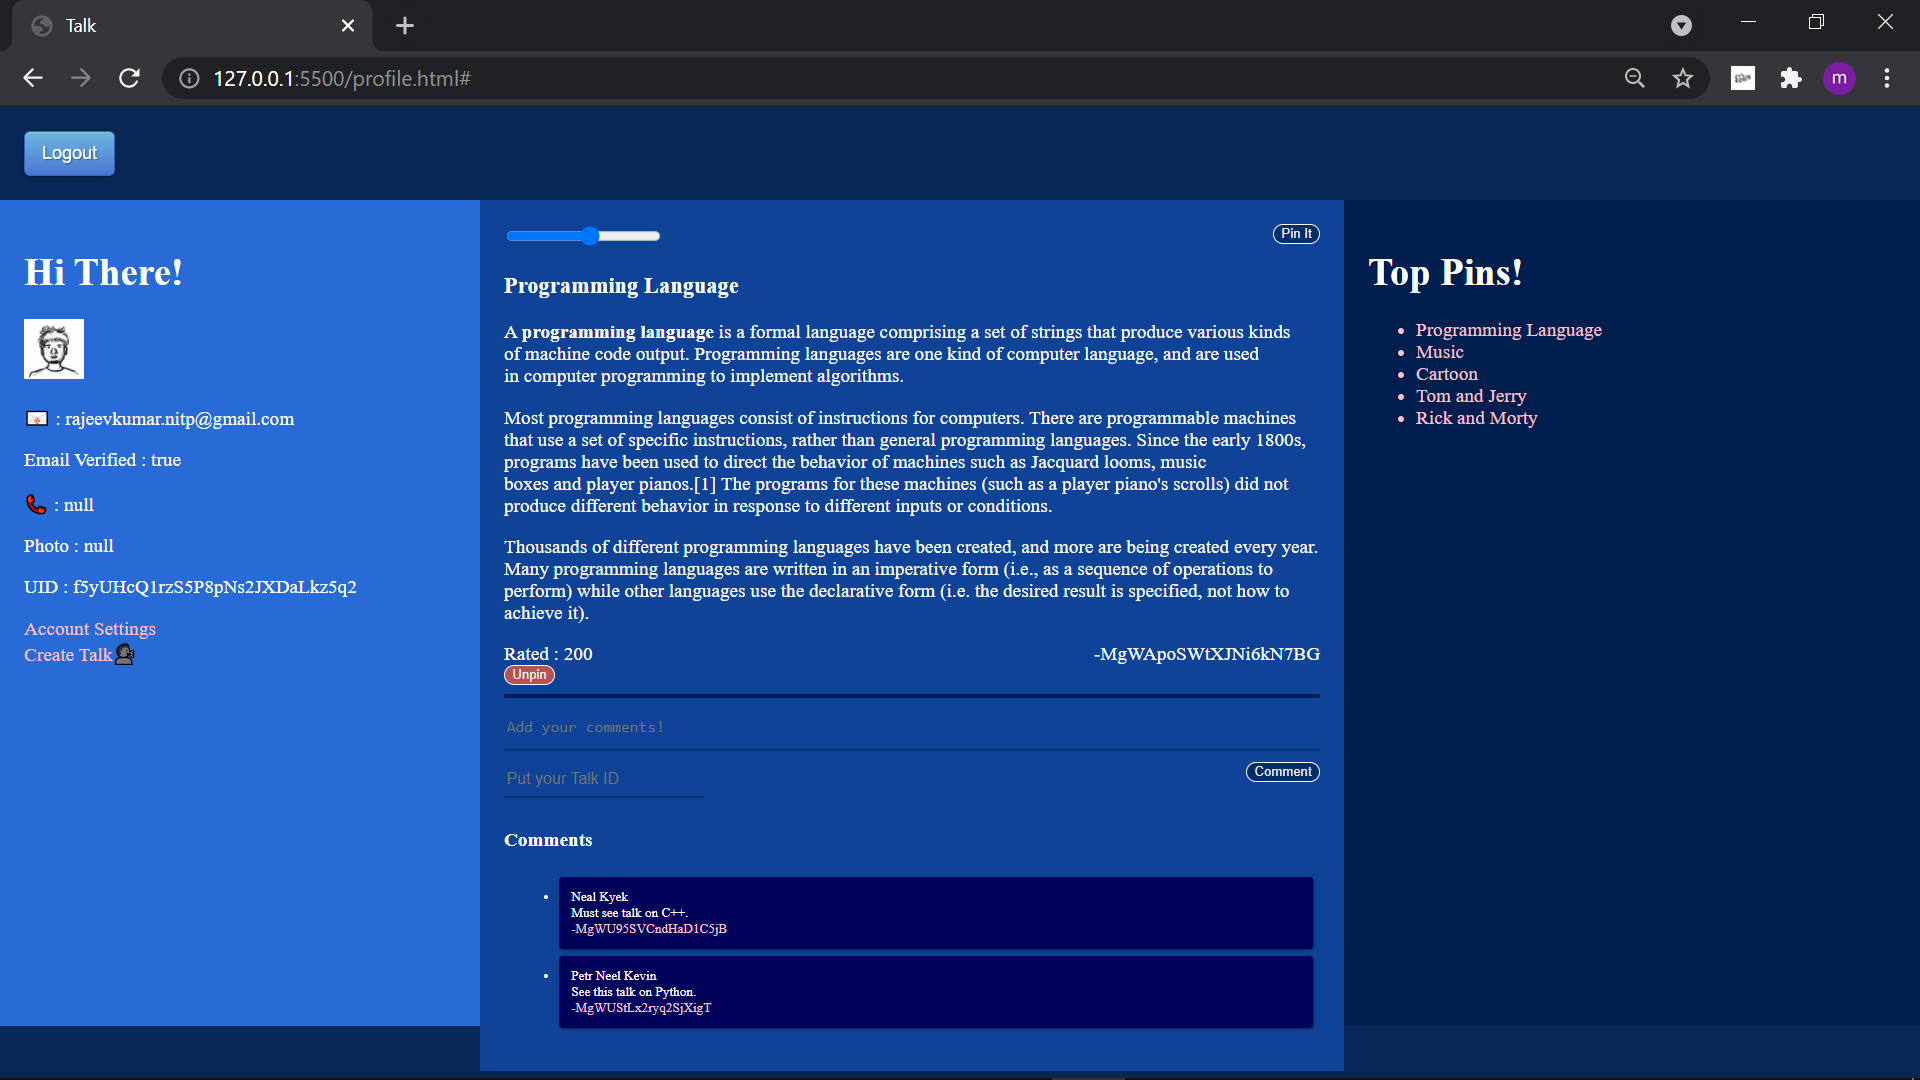 Talk
127.0.0.1:5500/profile.html#
m
Logout
Hi There!
: rajeevkumar.nitp@gmail.com
Email Verified : true
: null
Photo : null
UID : f5yUHcQ1rzS5P8pNs2JXDaLkz5q2
Account Settings
Create Talk
Pin It
Programming Language
A programming language is a formal language comprising a set of strings that produce various kinds
of machine code output. Programming languages are one kind of computer language, and are used
in computer programming to implement algorithms.
Most programming languages consist of instructions for computers. There are programmable machines
that use a set of specific instructions, rather than general programming languages. Since the early 1800s,
programs have been used to direct the behavior of machines such as Jacquard looms, music
boxes and player pianos.[1] The programs for these machines (such as a player piano's scrolls) did not
produce different behavior in response to different inputs or conditions.
Thousands of different programming languages have been created, and more are being created every year.
Many programming languages are written in an imperative form (i.e., as a sequence of operations to
perform) while other languages use the declarative form (i.e. the desired result is specified, not how to
achieve it).
Rated : 200 -MgWApoSWtXJNi6kN7BG
Unpin
Add your comments!
Put your Talk ID
Comment
Comments
Neal Kyek
Must see talk on C++.
-MgWU95SVCndHaD1C5jB
Petr Neel Kevin
See this talk on Python.
-MgWUStLx2ryq2SjXigT
Top Pins!
Programming Language
Music
Cartoon
Tom and Jerry
Rick and Morty